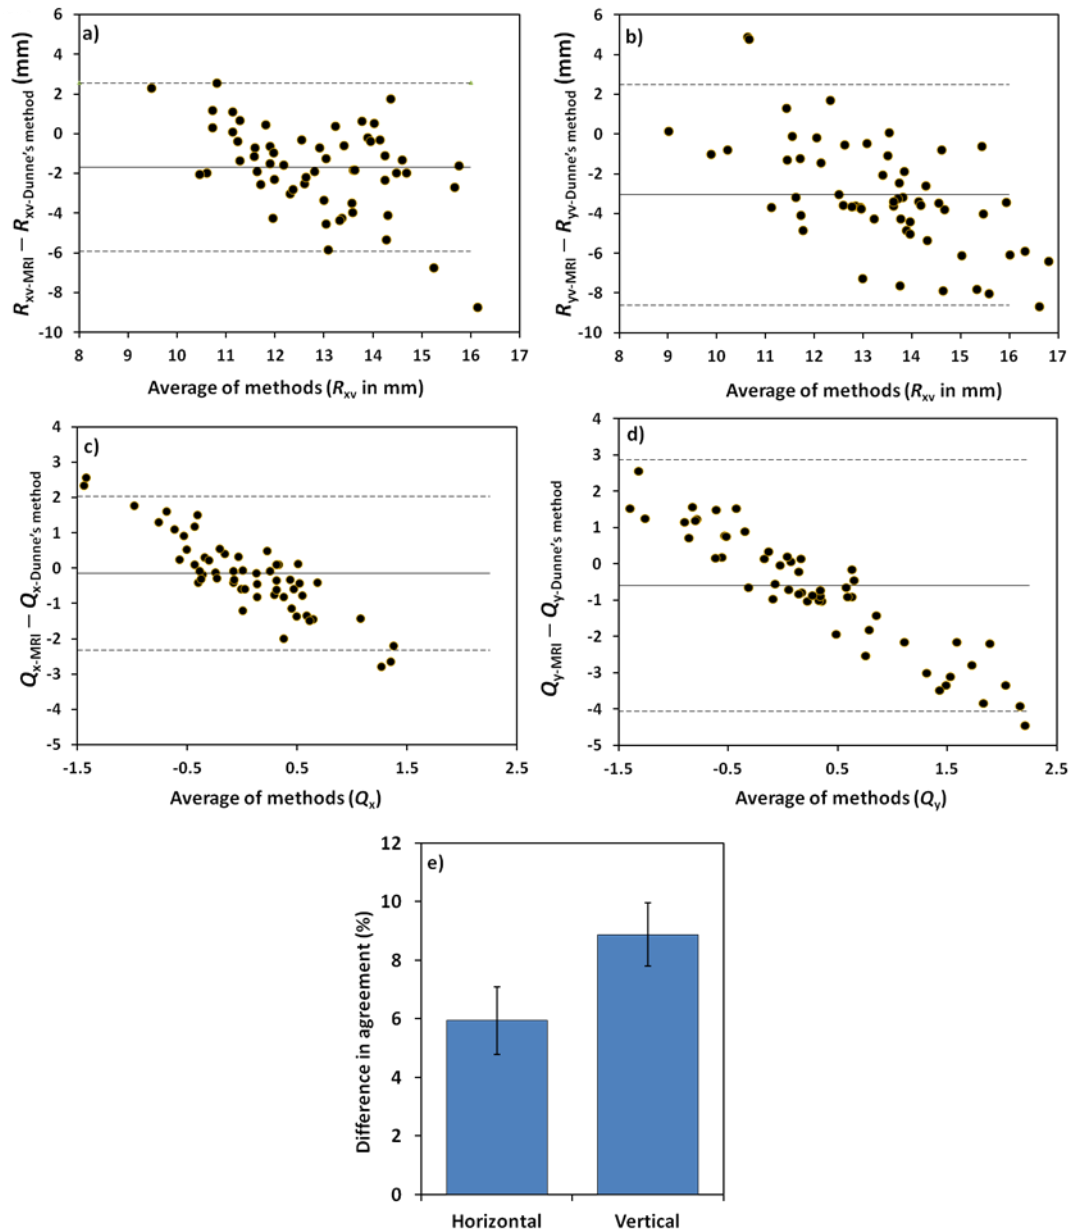 a)
R_xv-MRI – R_xv-Dunne's method (mm)
6
4
2
0
-2
-4
-6
-8
-10
8 9 10 11 12 13 14 15 16 17
Average of methods (R_xv in mm)
b)
R_yv-MRI – R_yv-Dunne's method (mm)
6
4
2
0
-2
-4
-6
-8
-10
8 9 10 11 12 13 14 15 16 17
Average of methods (R_xv in mm)
c)
Q_x-MRI – Q_x-Dunne's method
4
3
2
1
0
-1
-2
-3
-4
-5
-1.5 -0.5 0.5 1.5 2.5
Average of methods (Q_x)
d)
Q_y-MRI – Q_y-Dunne's method
4
3
2
1
0
-1
-2
-3
-4
-5
-1.5 -0.5 0.5 1.5 2.5
Average of methods (Q_y)
e)
Difference in agreement (%)
12
10
8
6
4
2
0
Horizontal Vertical